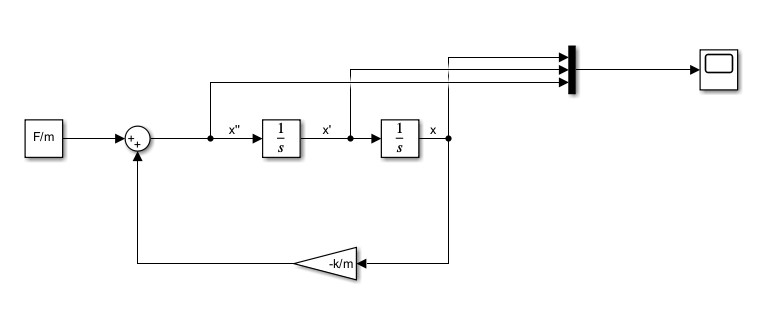 F/m
+
+
x"
1
s
x'
1
s
x
-k/m